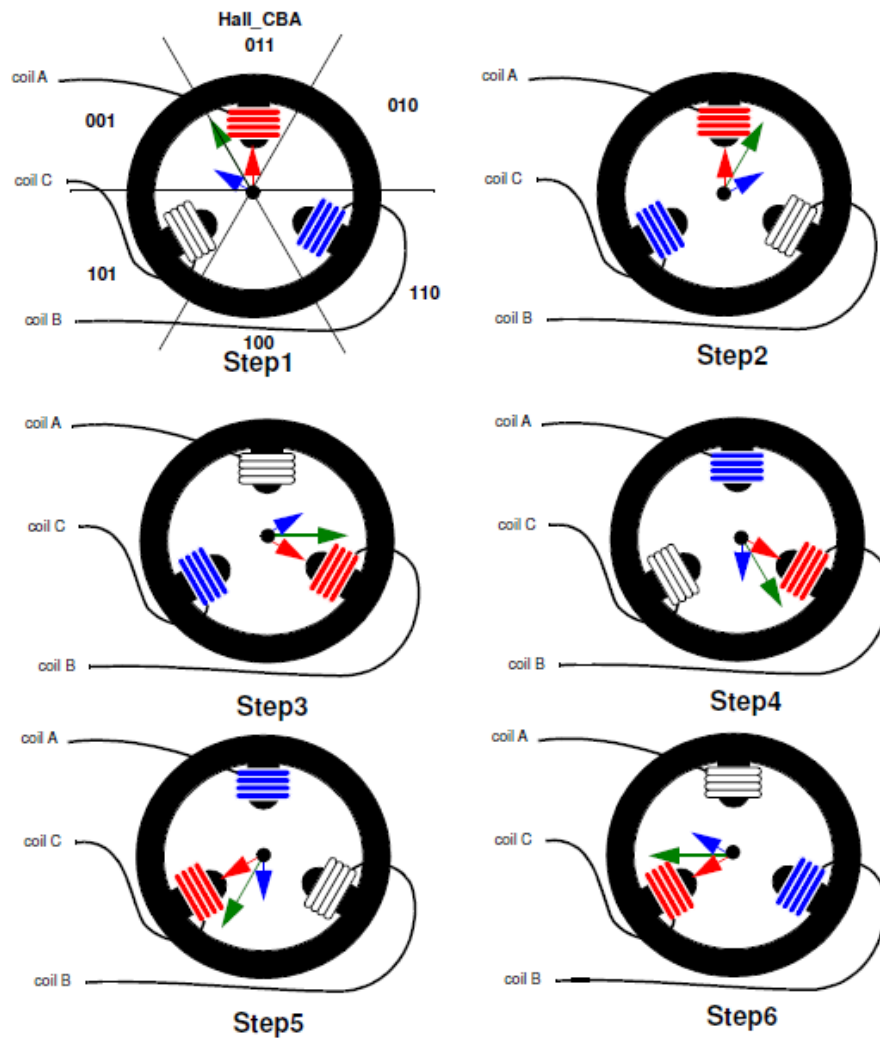 Hall_CBA
011
coil A
001
010
coil C
101
110
coil B
100
Step1
coil A
coil C
coil B
Step2
coil A
coil C
coil B
Step3
coil A
coil C
coil B
Step4
coil A
coil C
coil B
Step5
coil A
coil C
coil B
Step6